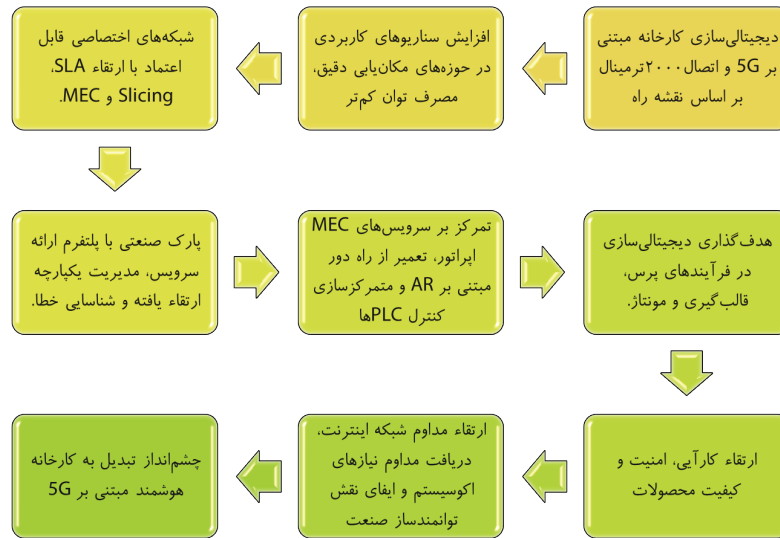 دیجیتالی‌سازی کارخانه مبتنی
بر 5G و اتصال ۲۰۰۰ ترمینال
بر اساس نقشه راه
افزایش سناریوهای کاربردی
در حوزه‌های مکان‌یابی دقیق،
مصرف توان کم‌تر
شبکه‌های اختصاصی قابل
اعتماد با ارتقاء SLA،
Slicing و MEC.
پارک صنعتی با پلتفرم ارائه
سرویس، مدیریت یکپارچه
ارتقاء یافته و شناسایی خطا.
تمرکز بر سرویس‌های MEC
اپراتور، تعمیر از راه دور
مبتنی بر AR و متمرکزسازی
کنترل PLCها
هدف‌گذاری دیجیتالی‌سازی
در فرآیندهای پرس،
قالب‌گیری و مونتاژ.
ارتقاء کارآیی، امنیت و
کیفیت محصولات
ارتقاء مداوم شبکه اینترنت،
دریافت مداوم نیازهای
اکوسیستم و ایفای نقش
توانمندساز صنعت
چشم‌انداز تبدیل به کارخانه
هوشمند مبتنی بر 5G